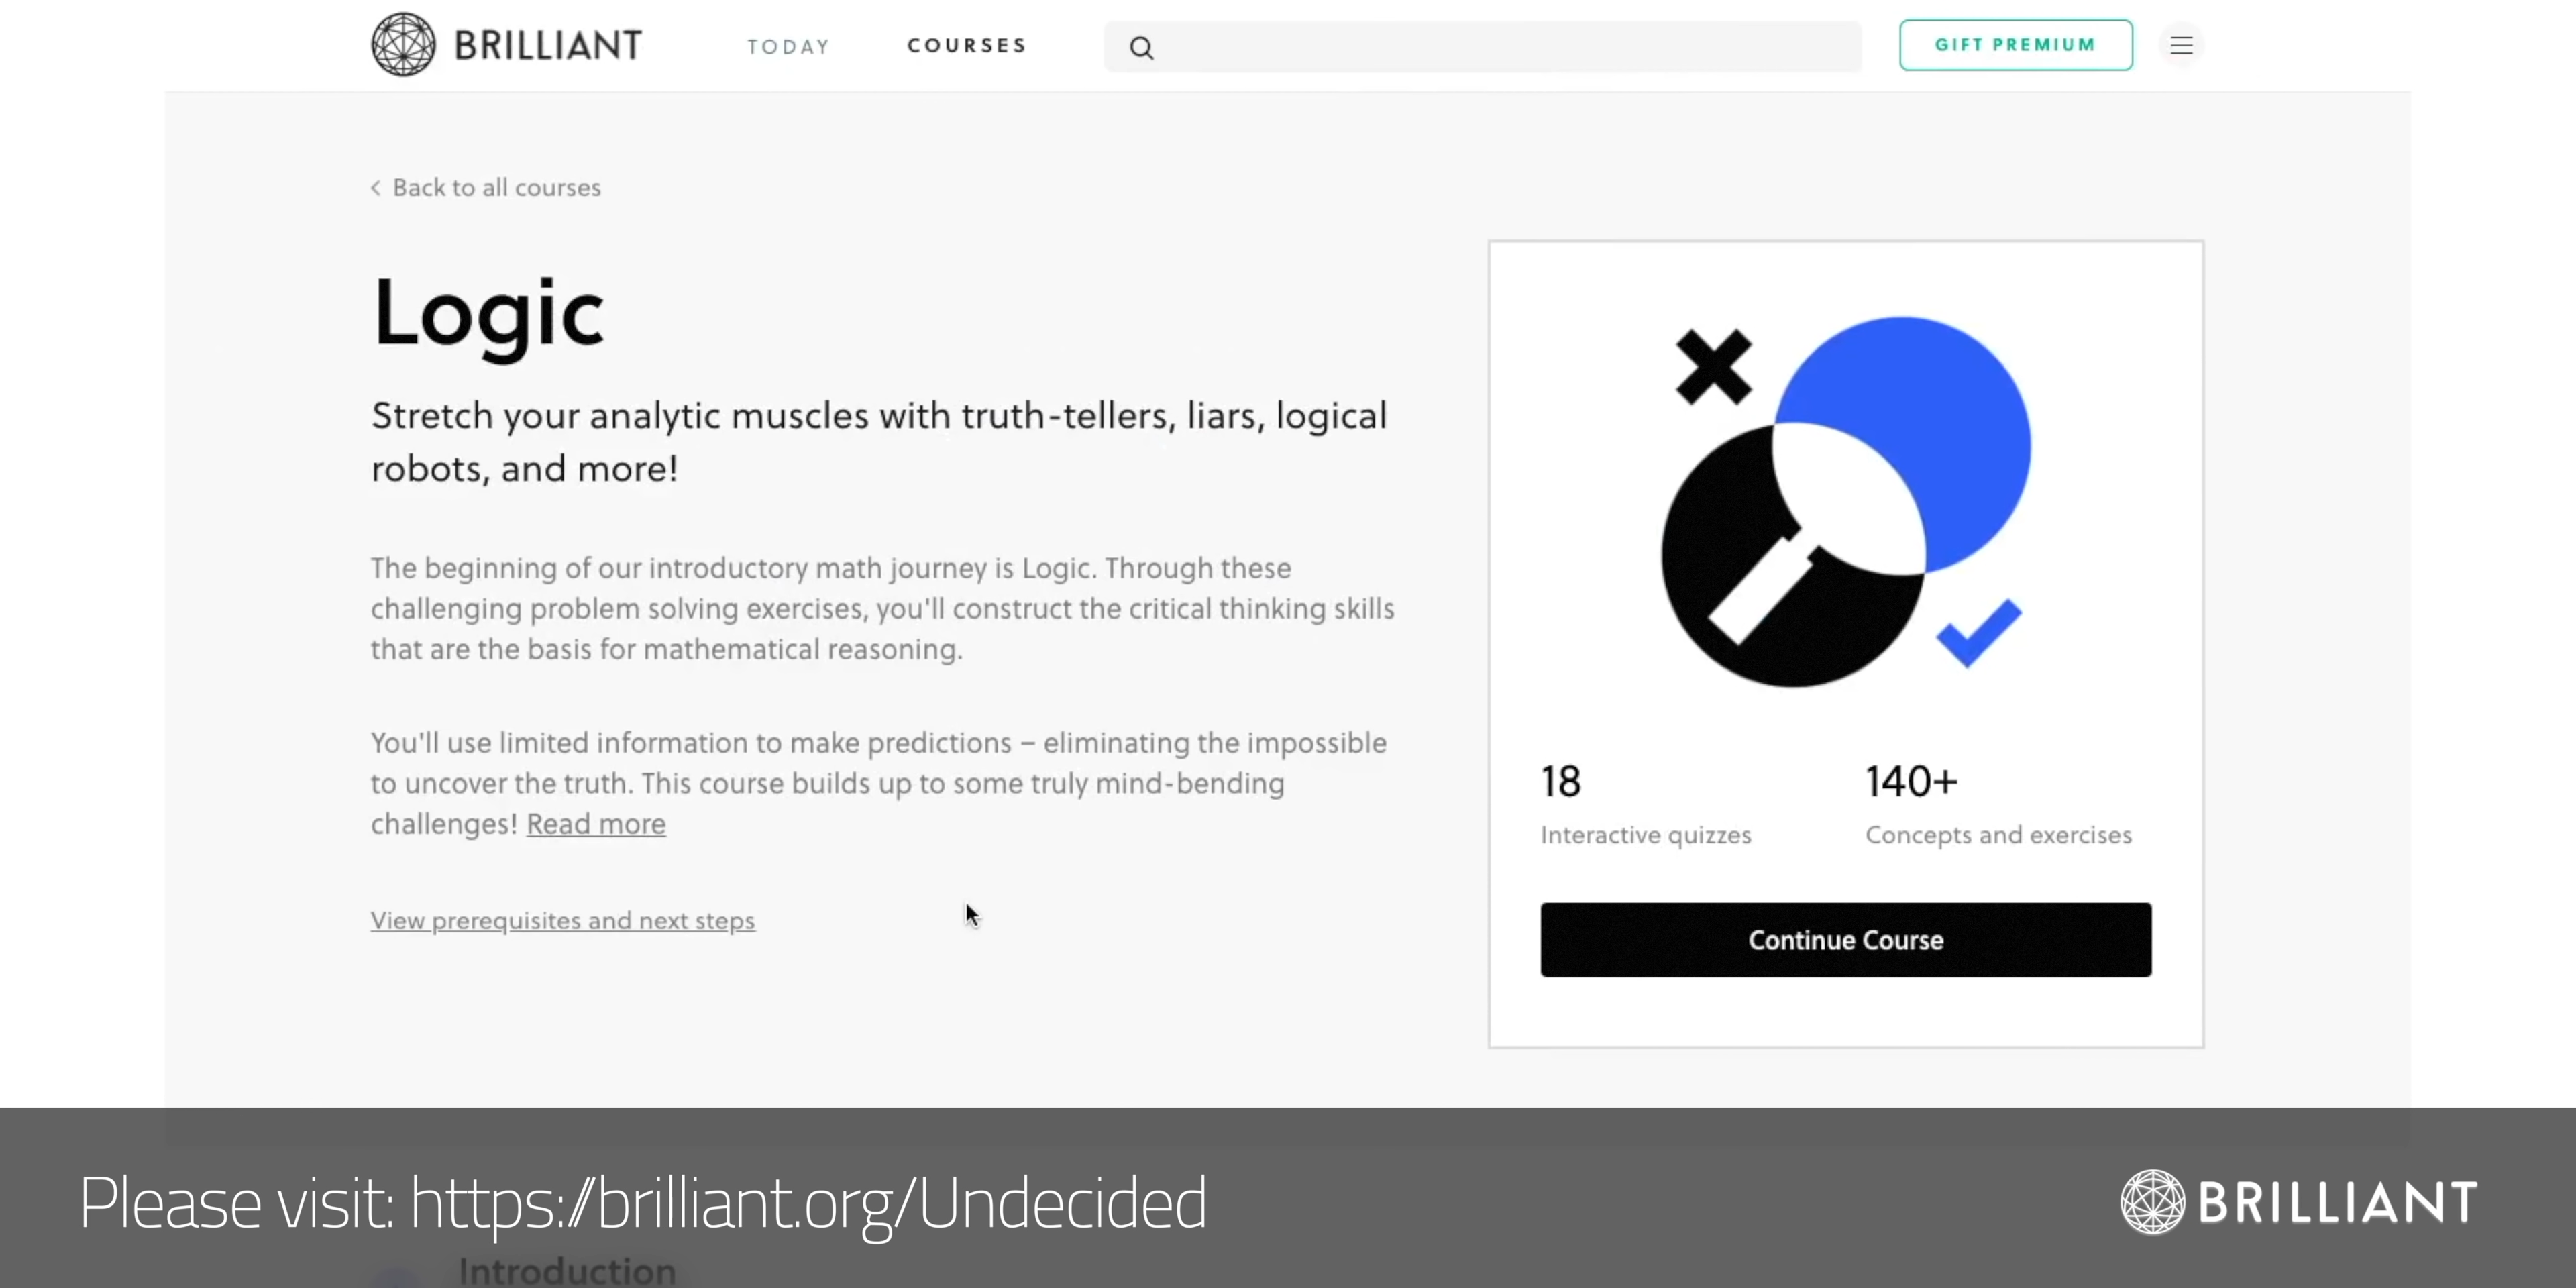 BRILLIANT
TODAY
COURSES
GIFT PREMIUM
Back to all courses
Logic
Stretch your analytic muscles with truth-tellers, liars, logical
robots, and more!
The beginning of our introductory math journey is Logic. Through these
challenging problem solving exercises, you'll construct the critical thinking skills
that are the basis for mathematical reasoning.
You'll use limited information to make predictions – eliminating the impossible
to uncover the truth. This course builds up to some truly mind-bending
challenges! Read more
View prerequisites and next steps
18
Interactive quizzes
140+
Concepts and exercises
Continue Course
Please visit: https://brilliant.org/Undecided
BRILLIANT
Introduction